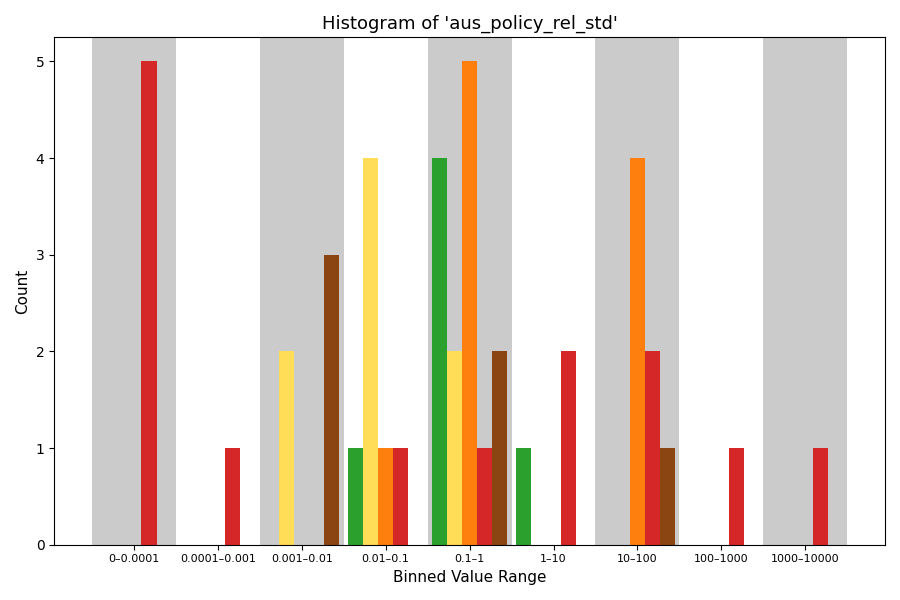 Histogram of 'aus_policy_rel_std'
Count
5
4
3
2
1
0
0–0.0001 0.0001–0.001 0.001–0.01 0.01–0.1 0.1–1 1–10 10–100 100–1000 1000–10000
Binned Value Range